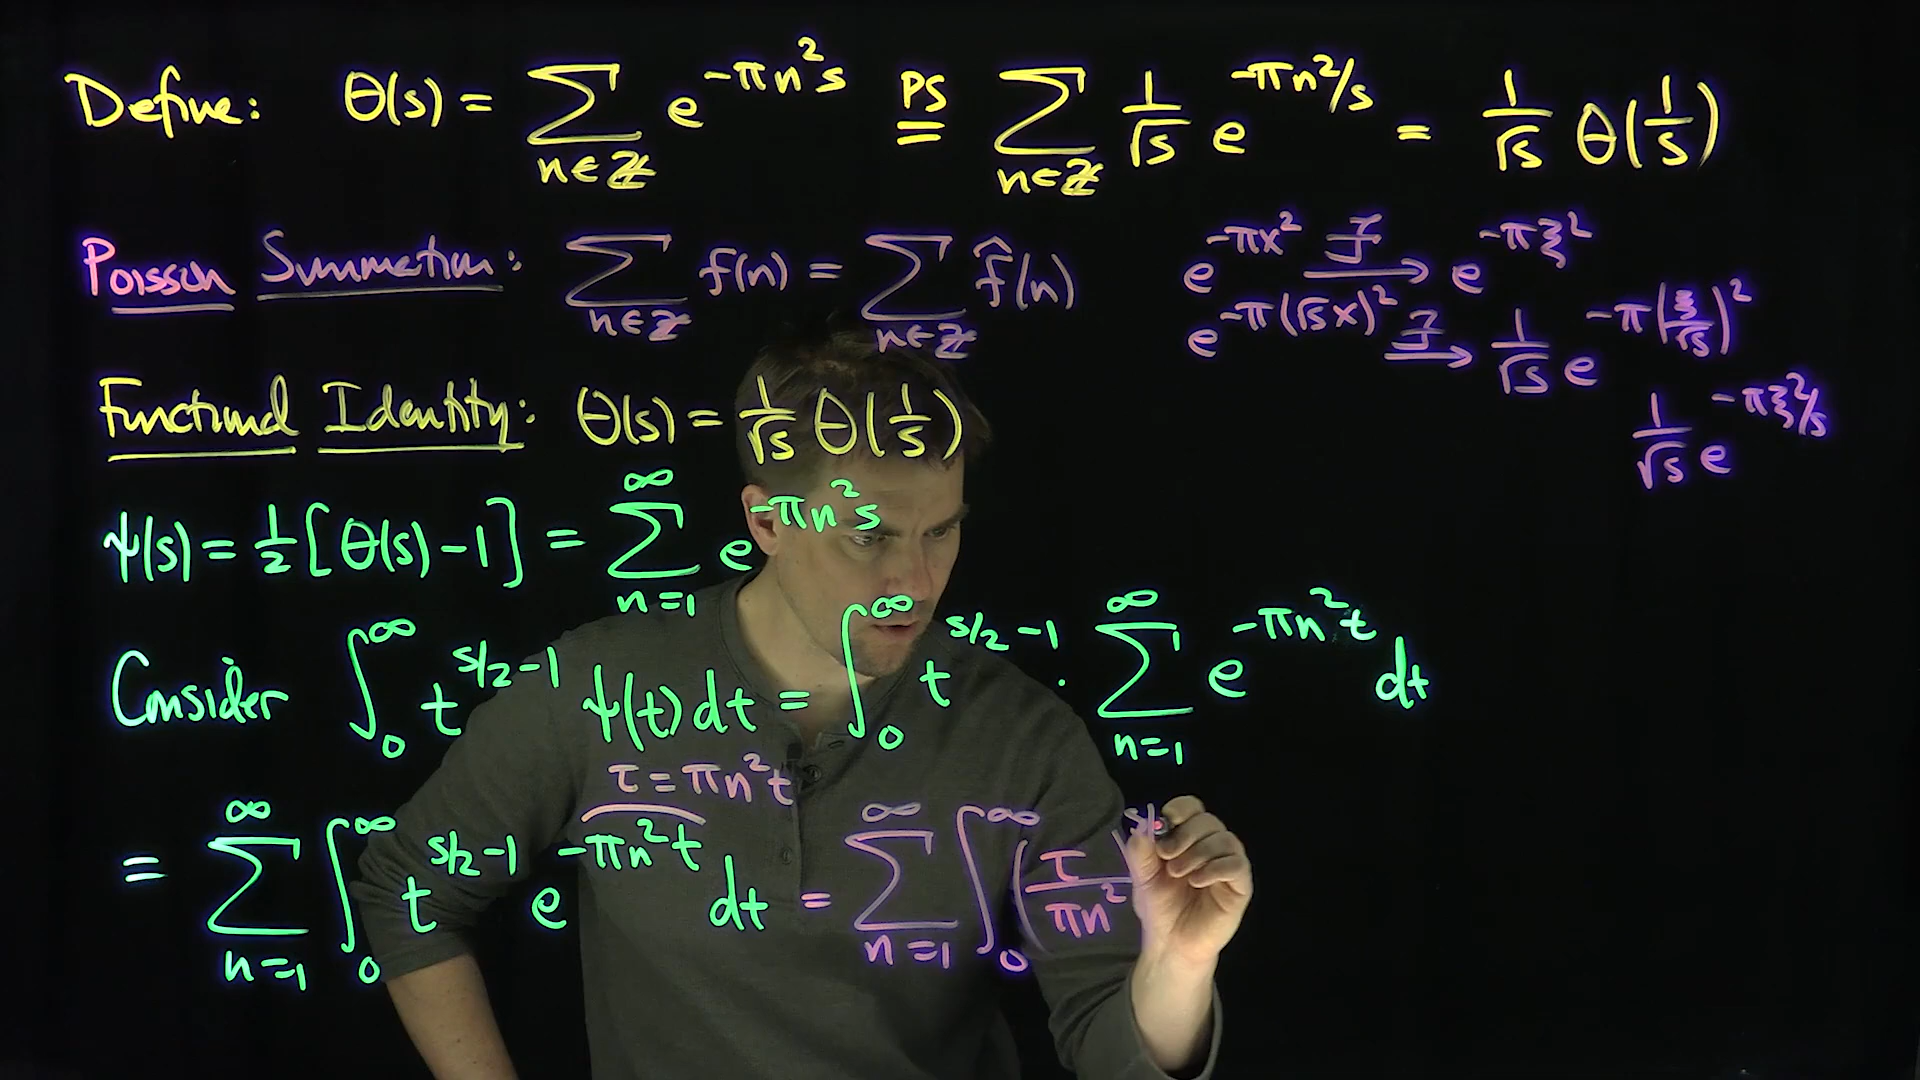 Define: θ(s) = ∑_{n∈ℤ} e^{-πn²s} PS= ∑_{n∈ℤ} 1/√s e^{-πn²/s} = 1/√s θ(1/s)
Poisson Summation: ∑_{n∈ℤ} f(n) = ∑_{n∈ℤ} f̂(n)
e^{-πx²} —ℱ→ e^{-πξ²}
e^{-π(√s x)²} —ℱ→ 1/√s e^{-π(ξ/√s)²}
1/√s e^{-πξ²/s}
Functional Identity: θ(s) = 1/√s θ(1/s)
ψ(s) = 1/2 [θ(s) - 1] = ∑_{n=1}^{∞} e^{-πn²s}
Consider ∫_0^∞ t^{s/2 - 1} ψ(t) dt = ∫_0^∞ t^{s/2 - 1} · ∑_{n=1}^{∞} e^{-πn²t} dt
τ = πn²t
= ∑_{n=1}^{∞} ∫_0^∞ t^{s/2 - 1} e^{-πn²t} dt = ∑_{n=1}^{∞} ∫_0^∞ (τ/πn²)^{s/